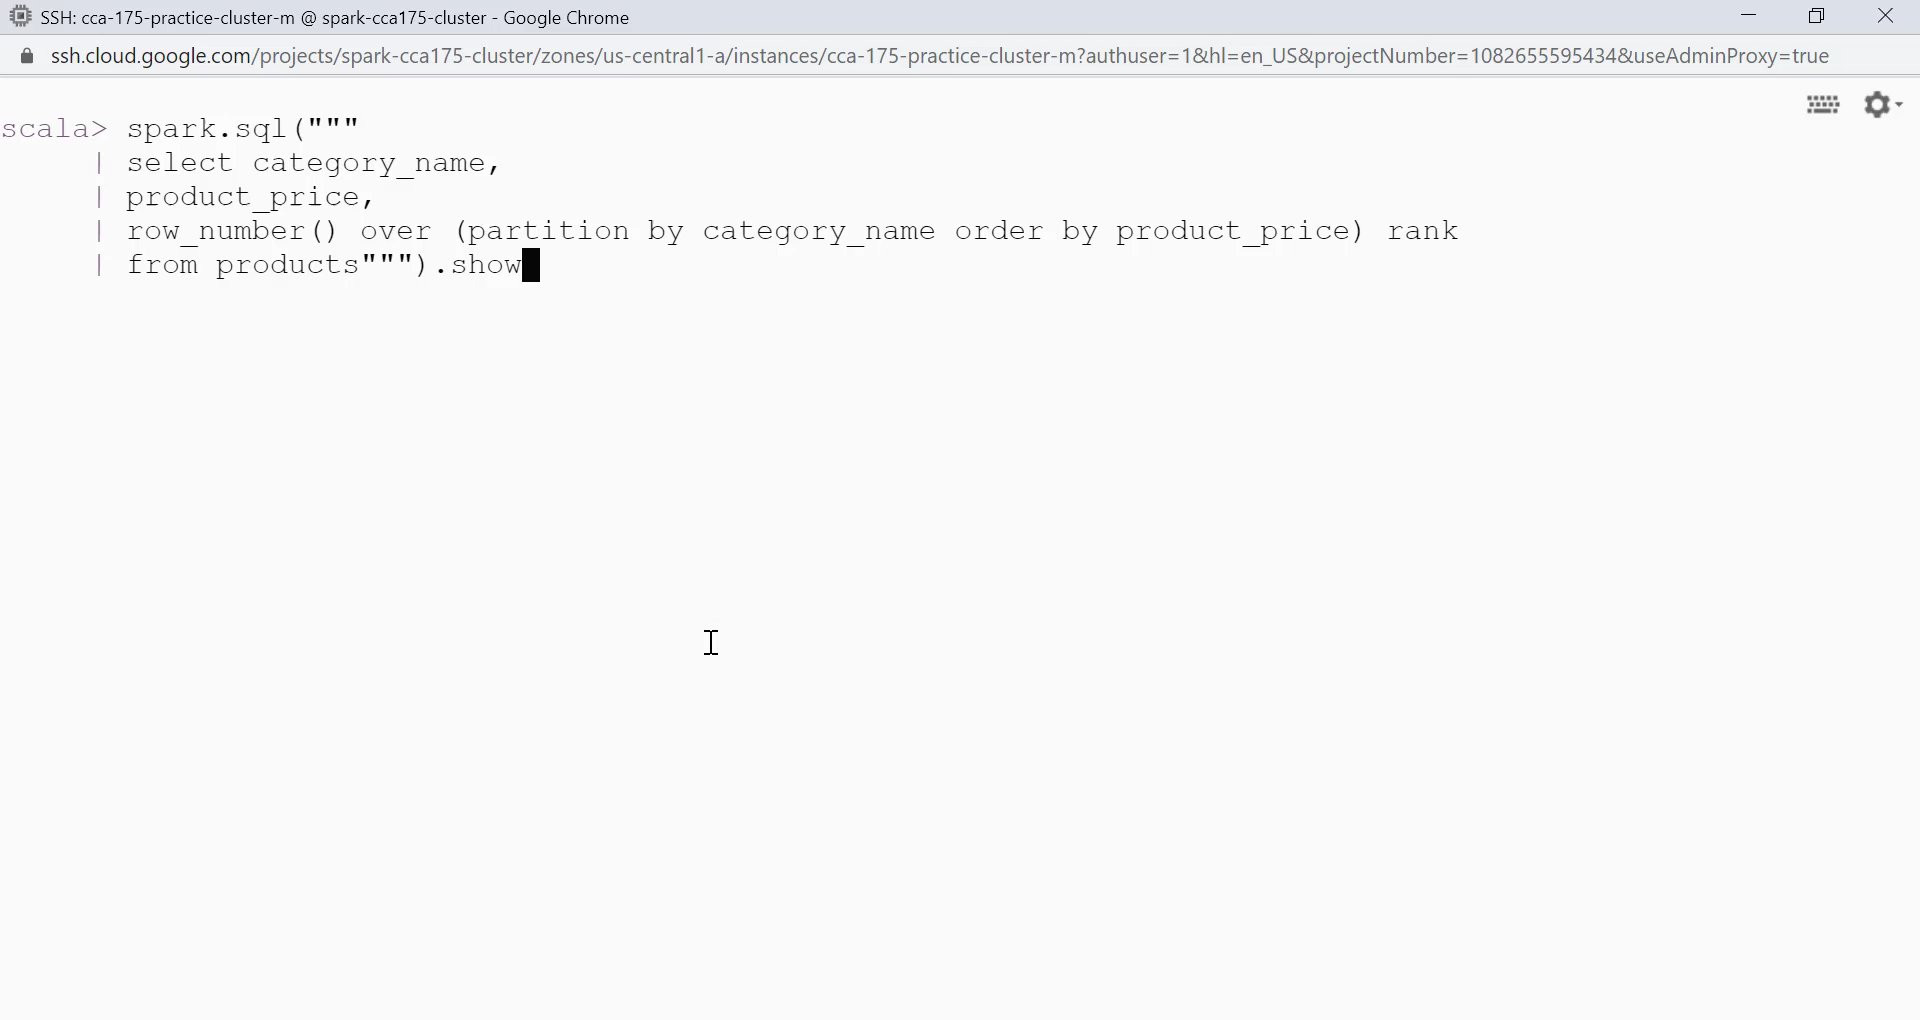 SSH: cca-175-practice-cluster-m @ spark-cca175-cluster - Google Chrome
ssh.cloud.google.com/projects/spark-cca175-cluster/zones/us-central1-a/instances/cca-175-practice-cluster-m?authuser=1&hl=en_US&projectNumber=1082655595434&useAdminProxy=true
scala> spark.sql("""
| select category_name,
| product_price,
| row_number() over (partition by category_name order by product_price) rank
| from products""").show